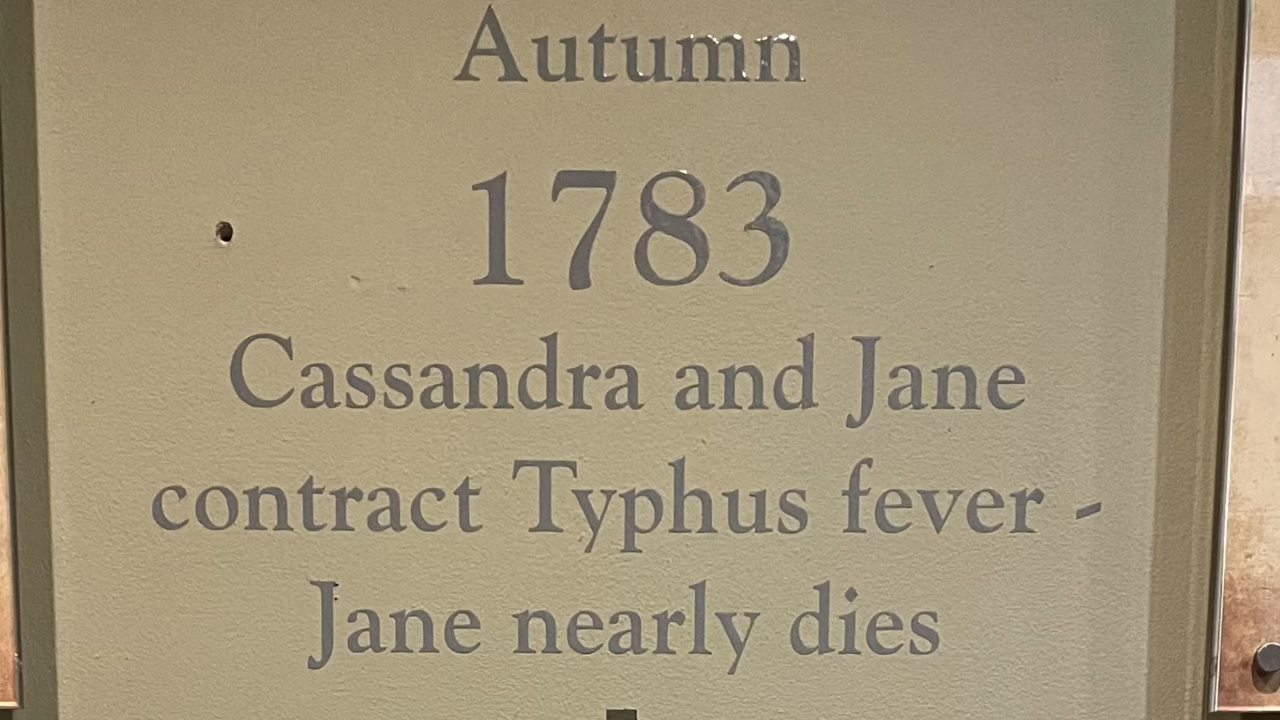 Autumn
1783
Cassandra and Jane
contract Typhus fever -
Jane nearly dies